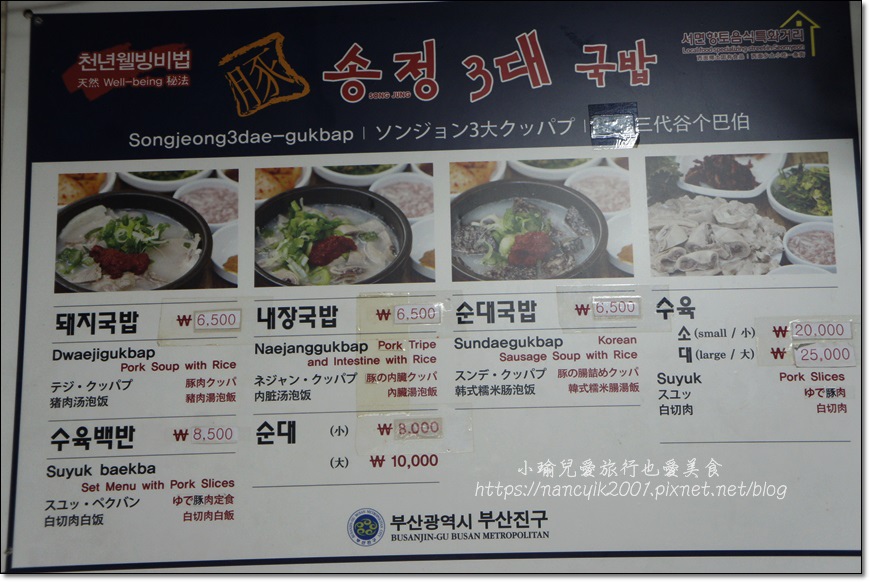 천년웰빙비법
天然 Well-being 秘法
豚 송정 3대 국밥
SONG JUNG
서면향토음식특화거리
Songjeong3dae-gukbap | ソンジョン3大クッパプ | 三代谷个巴伯
돼지국밥 ₩ 6,500
Dwaejigukbap
Pork Soup with Rice
テジ・クッパプ 豚肉クッパ
猪肉汤泡饭 豬肉湯泡飯
내장국밥 ₩ 6,500
Naejanggukbap Pork Tripe
and Intestine with Rice
ネジャン・クッパプ 豚の内臓クッパ
内脏汤泡饭 內臟湯泡飯
순대국밥 ₩ 6,500
Sundaegukbap Korean
Sausage Soup with Rice
スンデ・クッパプ 豚の腸詰めクッパ
韩式糯米肠汤泡饭 韓式糯米腸湯飯
수육
소 (small / 小) ₩ 20,000
대 (large / 大) ₩ 25,000
Suyuk Pork Slices
スユッ ゆで豚肉
白切肉 白切肉
수육백반 ₩ 8,500
Suyuk baekba
Set Menu with Pork Slices
スユッ・ペクパン ゆで豚肉定食
白切肉白饭 白切肉白飯
순대 (小) ₩ 8,000
(大) ₩ 10,000
小瑜兒愛旅行也愛美食
https://nancyik2001.pixnet.net/blog
부산광역시 부산진구
BUSANJIN-GU BUSAN METROPOLITAN